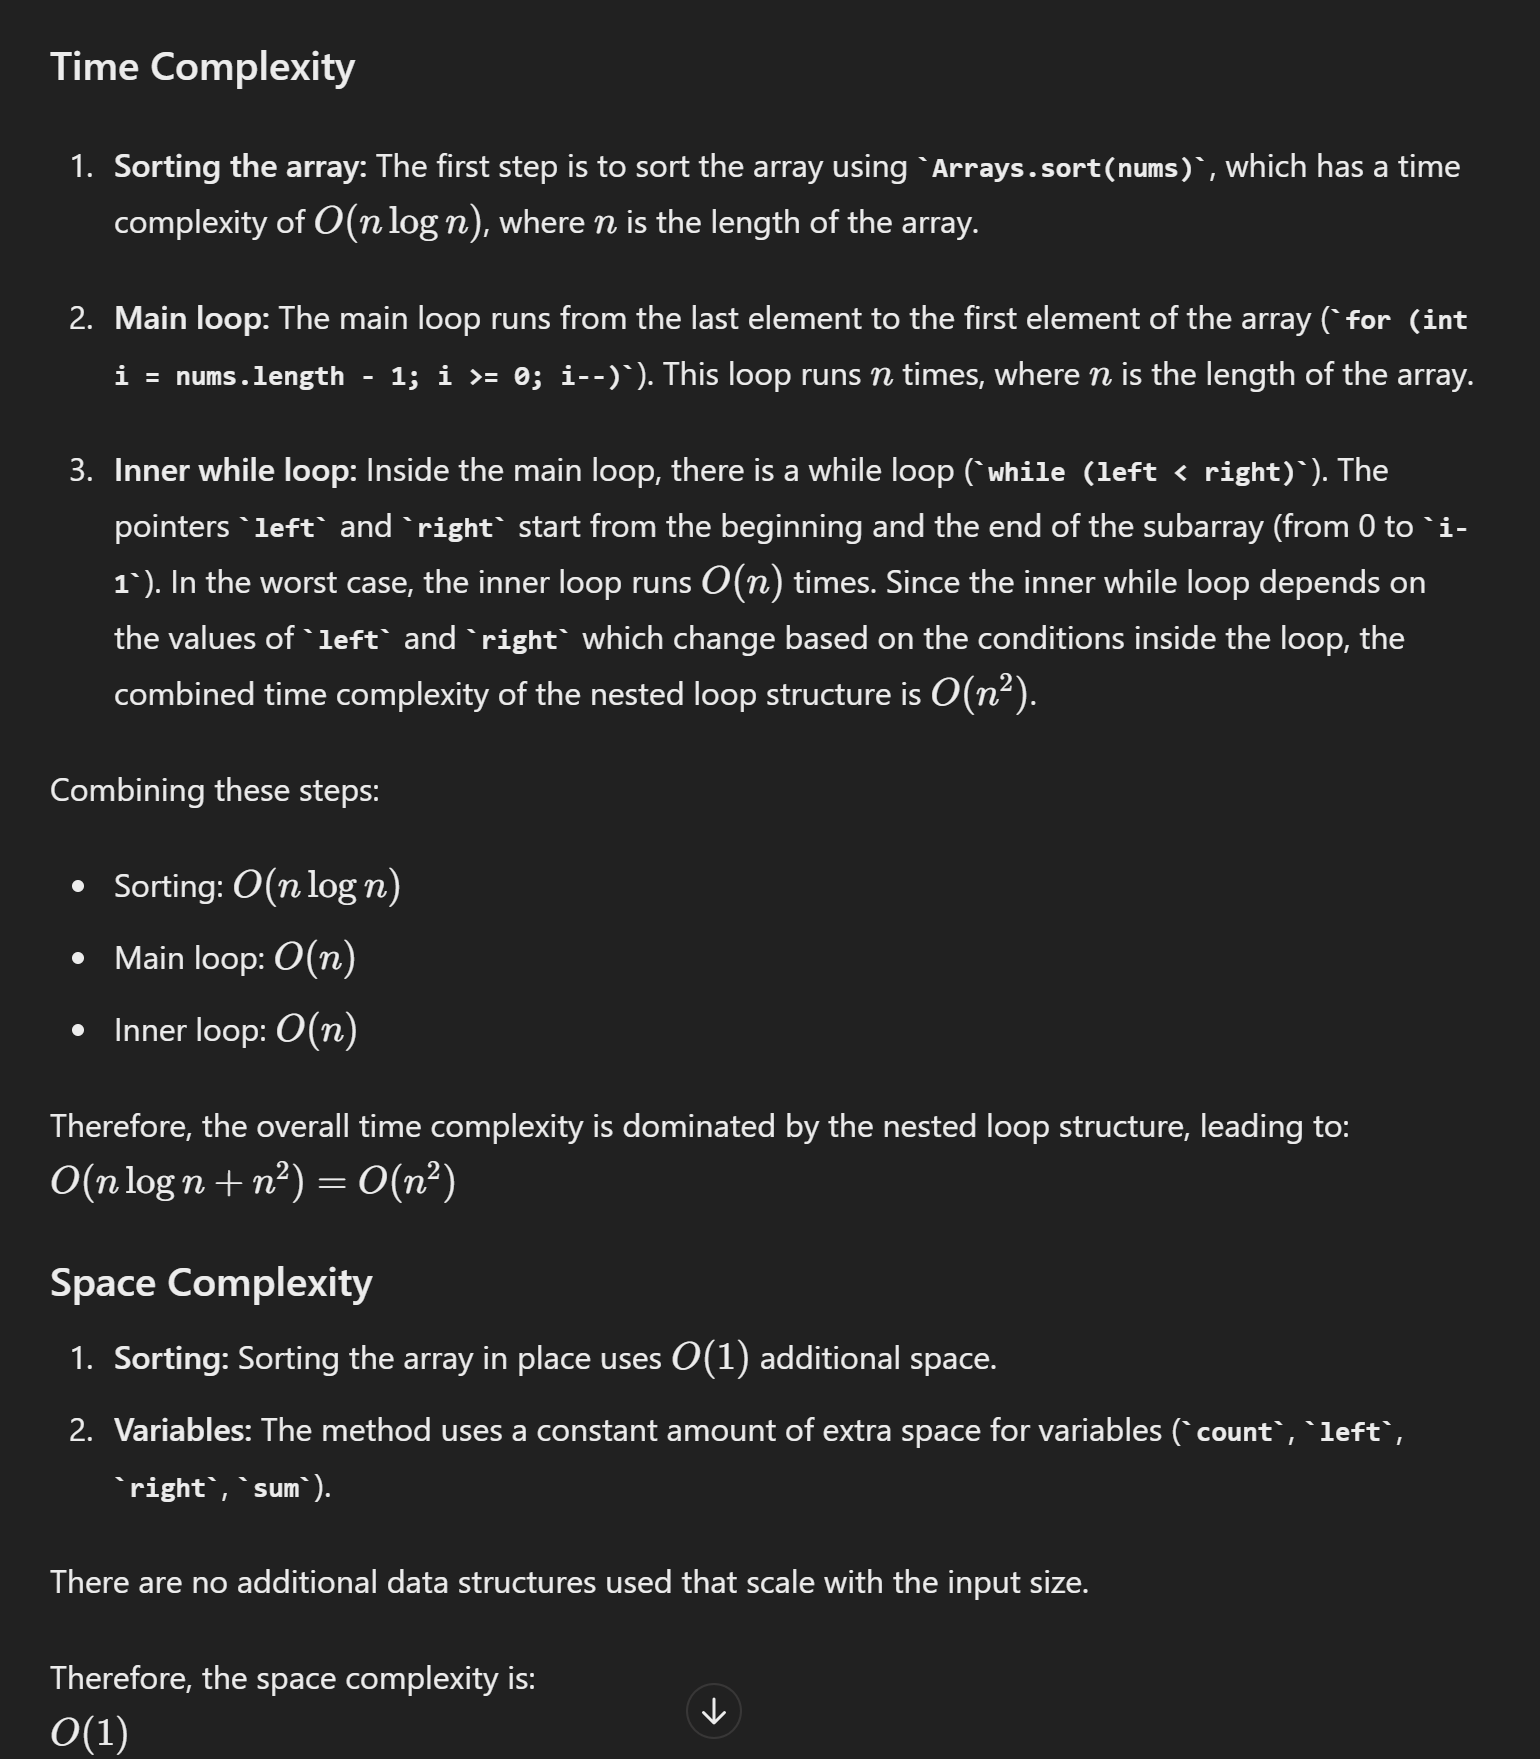 Time Complexity
1. Sorting the array: The first step is to sort the array using `Arrays.sort(nums)`, which has a time
complexity of O(n log n), where n is the length of the array.
2. Main loop: The main loop runs from the last element to the first element of the array (`for (int
i = nums.length - 1; i >= 0; i--)`). This loop runs n times, where n is the length of the array.
3. Inner while loop: Inside the main loop, there is a while loop (`while (left < right)`). The
pointers `left` and `right` start from the beginning and the end of the subarray (from 0 to `i-
1`). In the worst case, the inner loop runs O(n) times. Since the inner while loop depends on
the values of `left` and `right` which change based on the conditions inside the loop, the
combined time complexity of the nested loop structure is O(n²).
Combining these steps:
• Sorting: O(n log n)
• Main loop: O(n)
• Inner loop: O(n)
Therefore, the overall time complexity is dominated by the nested loop structure, leading to:
O(n log n + n²) = O(n²)
Space Complexity
1. Sorting: Sorting the array in place uses O(1) additional space.
2. Variables: The method uses a constant amount of extra space for variables (`count`, `left`,
`right`, `sum`).
There are no additional data structures used that scale with the input size.
Therefore, the space complexity is:
O(1)